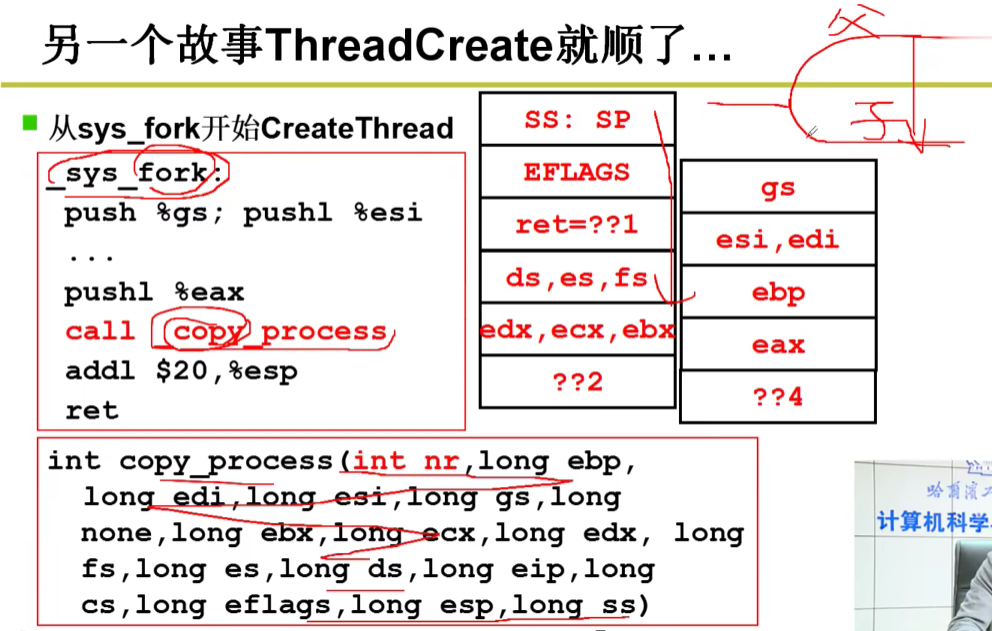 另一个故事ThreadCreate就顺了…
父
子
从sys_fork开始CreateThread
_sys_fork:
push %gs; pushl %esi
...
pushl %eax
call _copy_process
addl $20,%esp
ret
SS: SP
EFLAGS
ret=??1
ds,es,fs
edx,ecx,ebx
??2
gs
esi,edi
ebp
eax
??4
int copy_process(int nr,long ebp,
long edi,long esi,long gs,long
none,long ebx,long ecx,long edx, long
fs,long es,long ds,long eip,long
cs,long eflags,long esp,long ss)
计算机科学